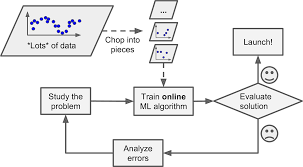 *Lots* of data
Chop into
pieces
...
Launch!
Study the
problem
Train online
ML algorithm
Evaluate
solution
Analyze
errors